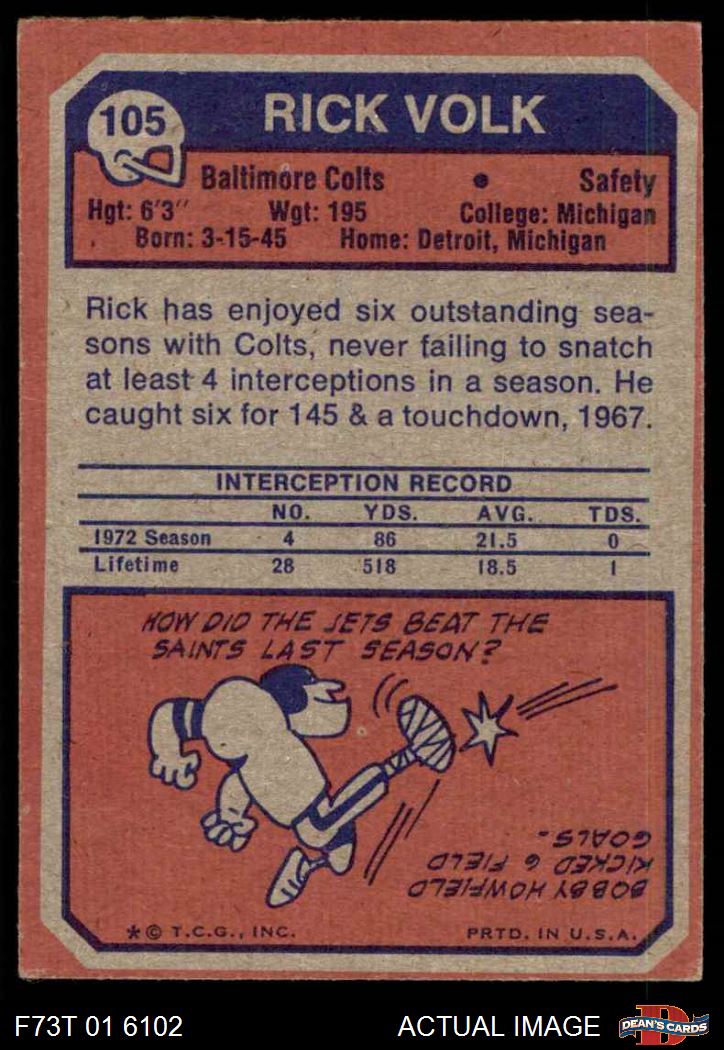 105
RICK VOLK
Baltimore Colts • Safety
Hgt: 6'3" Wgt: 195 College: Michigan
Born: 3-15-45 Home: Detroit, Michigan
Rick has enjoyed six outstanding sea-
sons with Colts, never failing to snatch
at least 4 interceptions in a season. He
caught six for 145 & a touchdown, 1967.
INTERCEPTION RECORD
NO. YDS. AVG. TDS.
1972 Season 4 86 21.5 0
Lifetime 28 518 18.5 1
HOW DID THE JETS BEAT THE
SAINTS LAST SEASON?
BOBBY HOWFIELD
KICKED 6 FIELD
GOALS.
*© T.C.G., INC. PRTD. IN U.S.A.
F73T 01 6102 ACTUAL IMAGE
D
DEAN'S CARDS